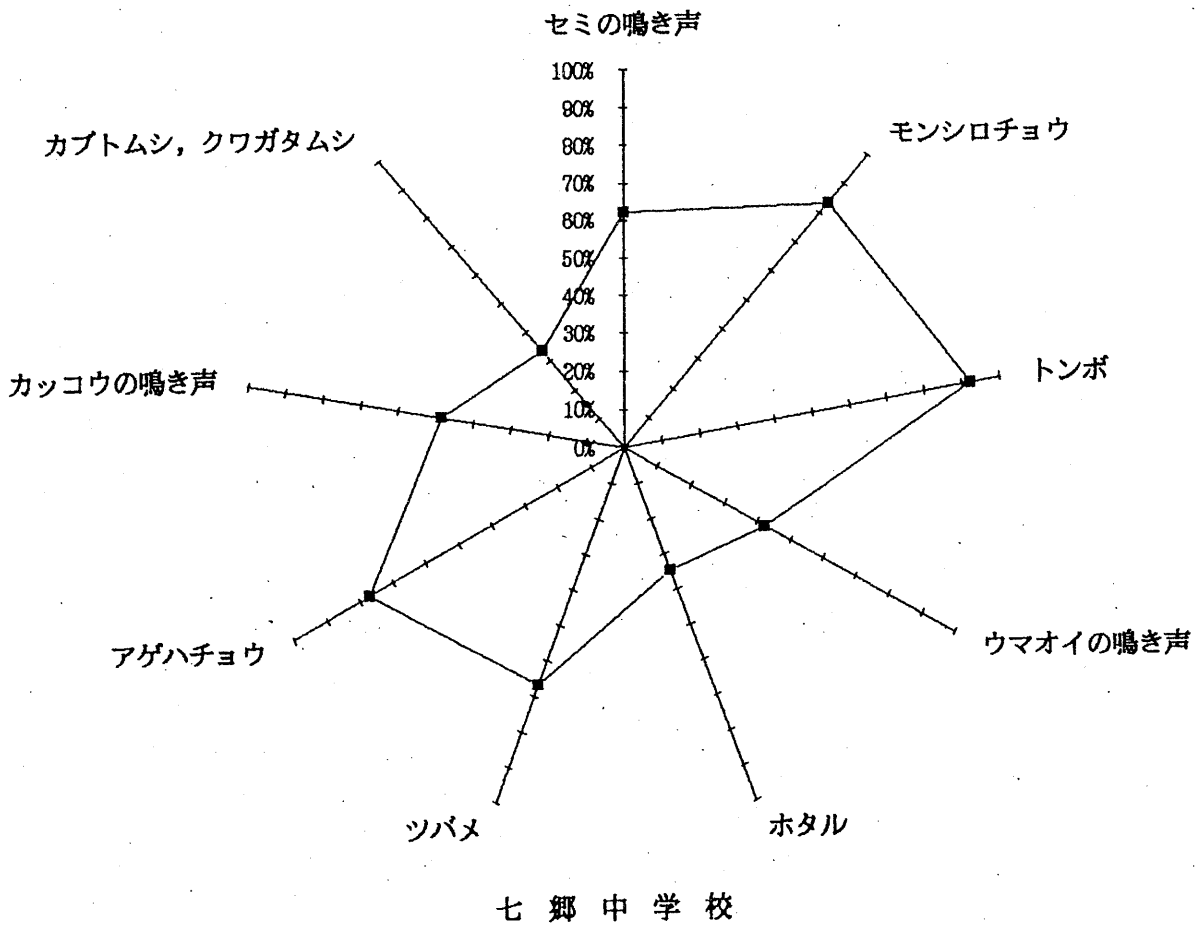 セミの鳴き声
100%
90%
80%
70%
60%
50%
40%
30%
20%
10%
0%
モンシロチョウ
トンボ
ウマオイの鳴き声
ホタル
ツバメ
アゲハチョウ
カッコウの鳴き声
カブトムシ，クワガタムシ
七郷中学校